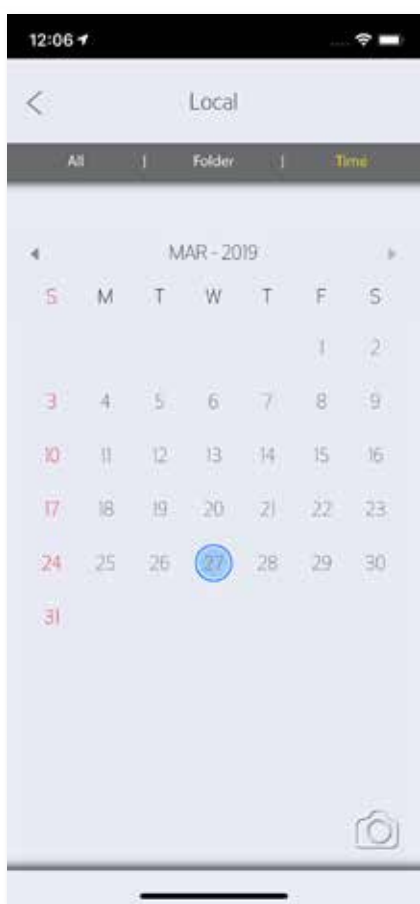 12:06
Local
All | Folder | Time
MAR - 2019
S M T W T F S
1 2
3 4 5 6 7 8 9
10 11 12 13 14 15 16
17 18 19 20 21 22 23
24 25 26 27 28 29 30
31